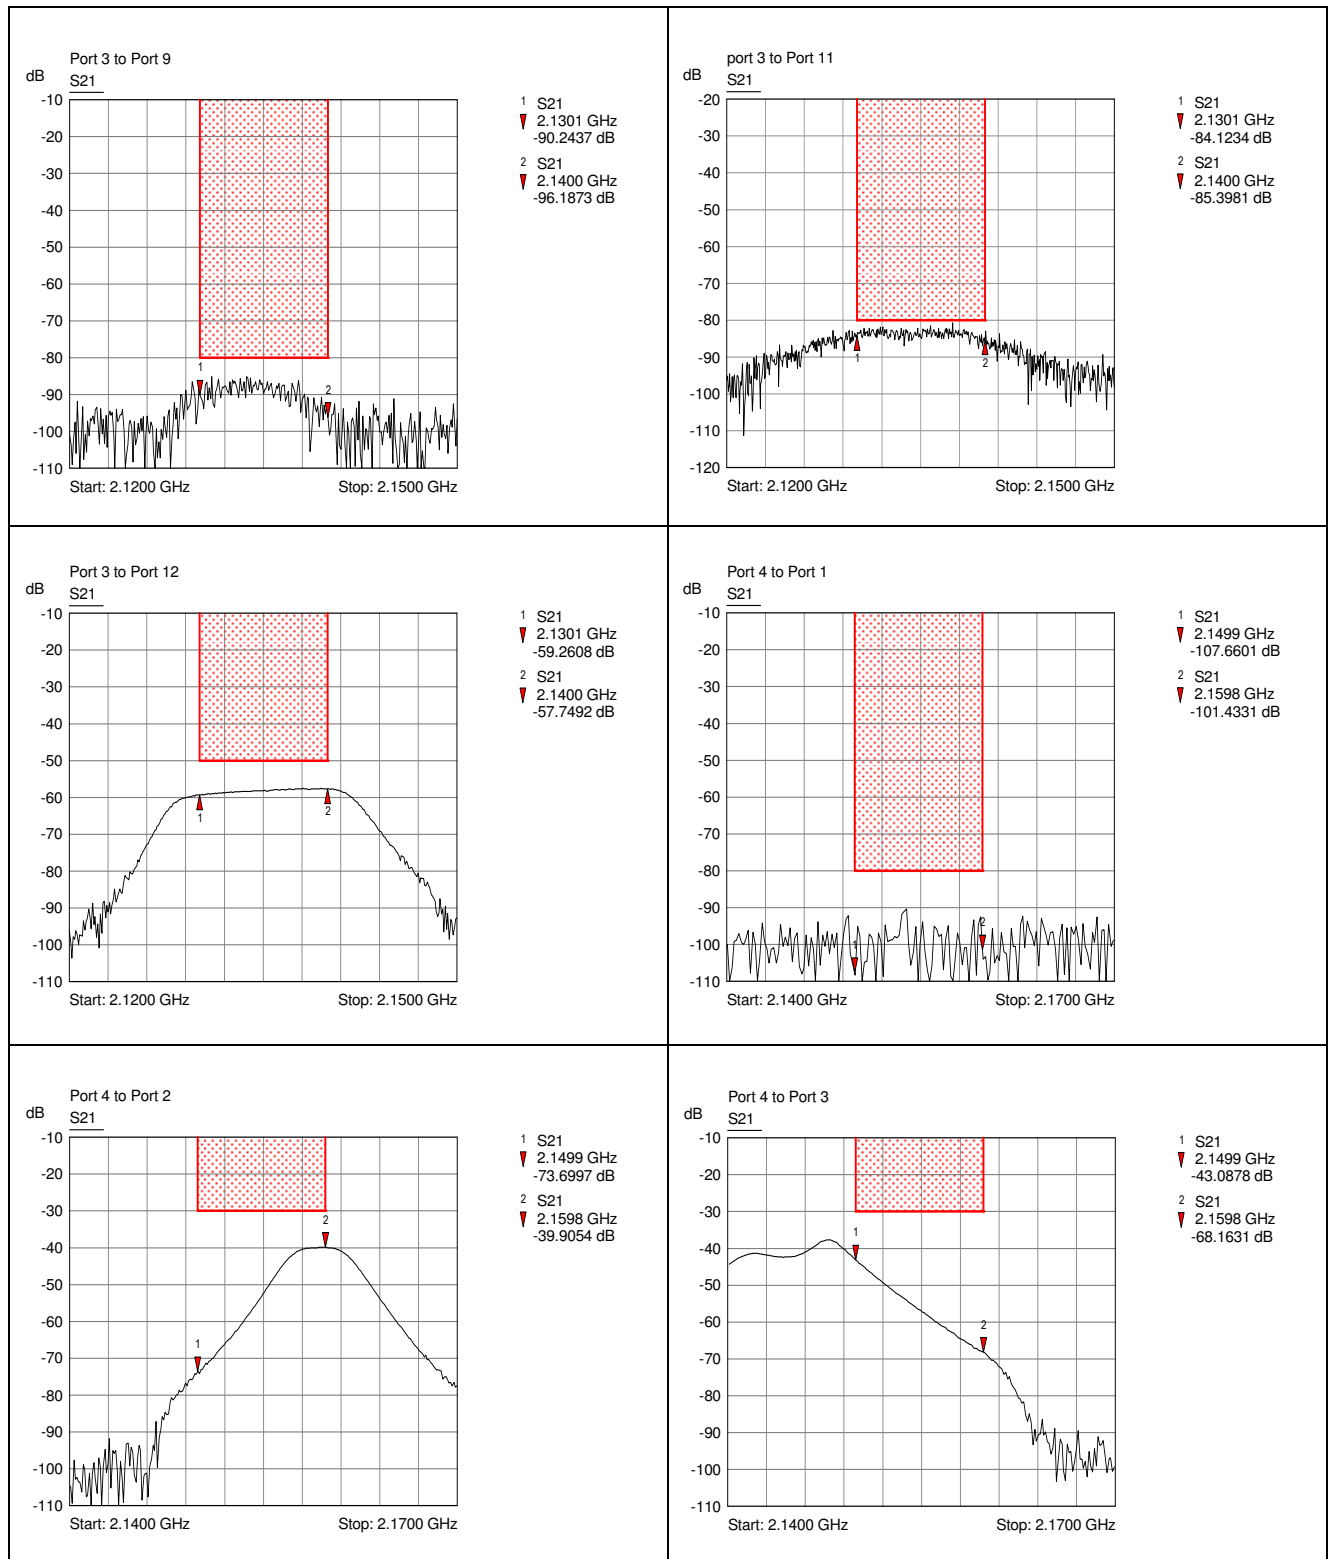 Port 3 to Port 9
dB
S21
-10
-20
-30
-40
-50
-60
-70
-80
-90
-100
-110
1
2
Start: 2.1200 GHz Stop: 2.1500 GHz
1 S21
2.1301 GHz
-90.2437 dB
2 S21
2.1400 GHz
-96.1873 dB
port 3 to Port 11
dB
S21
-20
-30
-40
-50
-60
-70
-80
-90
-100
-110
-120
1
2
Start: 2.1200 GHz Stop: 2.1500 GHz
1 S21
2.1301 GHz
-84.1234 dB
2 S21
2.1400 GHz
-85.3981 dB
Port 3 to Port 12
dB
S21
-10
-20
-30
-40
-50
-60
-70
-80
-90
-100
-110
1
2
Start: 2.1200 GHz Stop: 2.1500 GHz
1 S21
2.1301 GHz
-59.2608 dB
2 S21
2.1400 GHz
-57.7492 dB
Port 4 to Port 1
dB
S21
-10
-20
-30
-40
-50
-60
-70
-80
-90
-100
-110
1
2
Start: 2.1400 GHz Stop: 2.1700 GHz
1 S21
2.1499 GHz
-107.6601 dB
2 S21
2.1598 GHz
-101.4331 dB
Port 4 to Port 2
dB
S21
-10
-20
-30
-40
-50
-60
-70
-80
-90
-100
-110
1
2
Start: 2.1400 GHz Stop: 2.1700 GHz
1 S21
2.1499 GHz
-73.6997 dB
2 S21
2.1598 GHz
-39.9054 dB
Port 4 to Port 3
dB
S21
-10
-20
-30
-40
-50
-60
-70
-80
-90
-100
-110
1
2
Start: 2.1400 GHz Stop: 2.1700 GHz
1 S21
2.1499 GHz
-43.0878 dB
2 S21
2.1598 GHz
-68.1631 dB